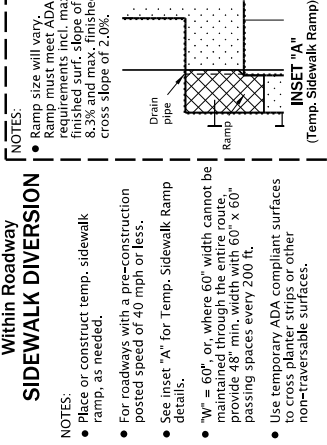 Within Roadway
SIDEWALK DIVERSION
NOTES:
● Place or construct temp. sidewalk
ramp, as needed.
● For roadways with a pre-construction
posted speed of 40 mph or less.
● See inset "A" for Temp. Sidewalk Ramp
details.
● "W" = 60", or, where 60" width cannot be
maintained through the entire route,
provide 48" min. width with 60" x 60"
passing spaces every 200 ft.
● Use temporary ADA compliant surfaces
to cross planter strips or other
non-traversable surfaces.
NOTES:
● Ramp size will vary.
Ramp must meet ADA
requirements incl. max
finished surf. slope of
8.3% and max. finished
cross slope of 2.0%.
Drain
pipe
Ramp
INSET "A"
(Temp. Sidewalk Ramp)